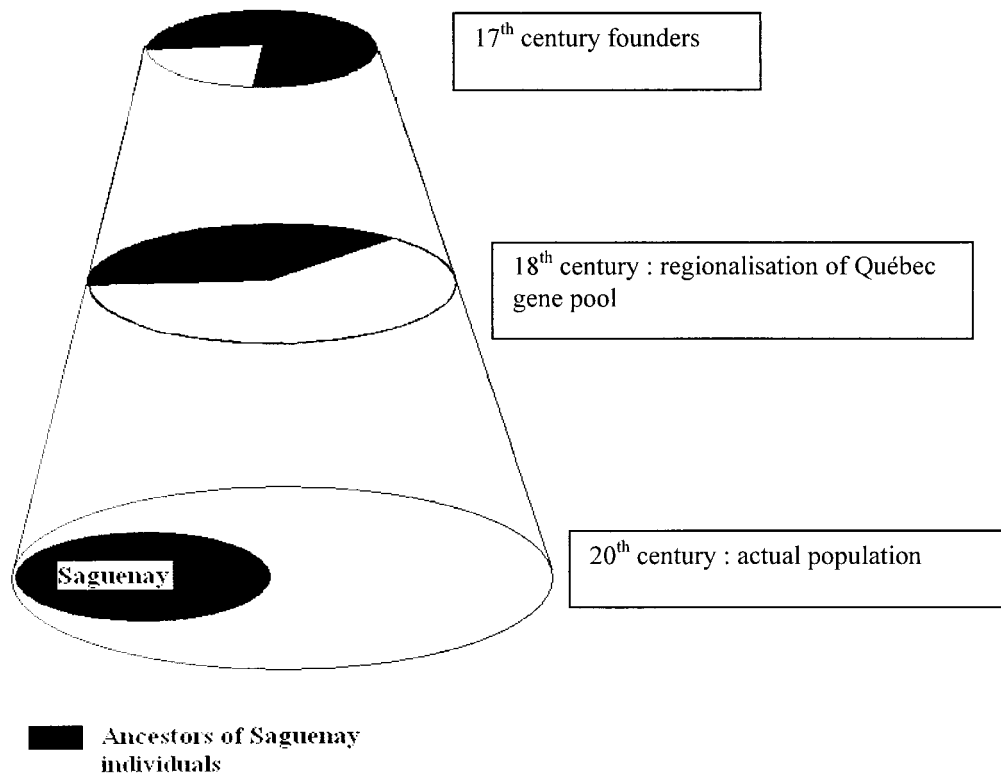 17th century founders
18th century : regionalisation of Québec
gene pool
20th century : actual population
Saguenay
Ancestors of Saguenay
individuals